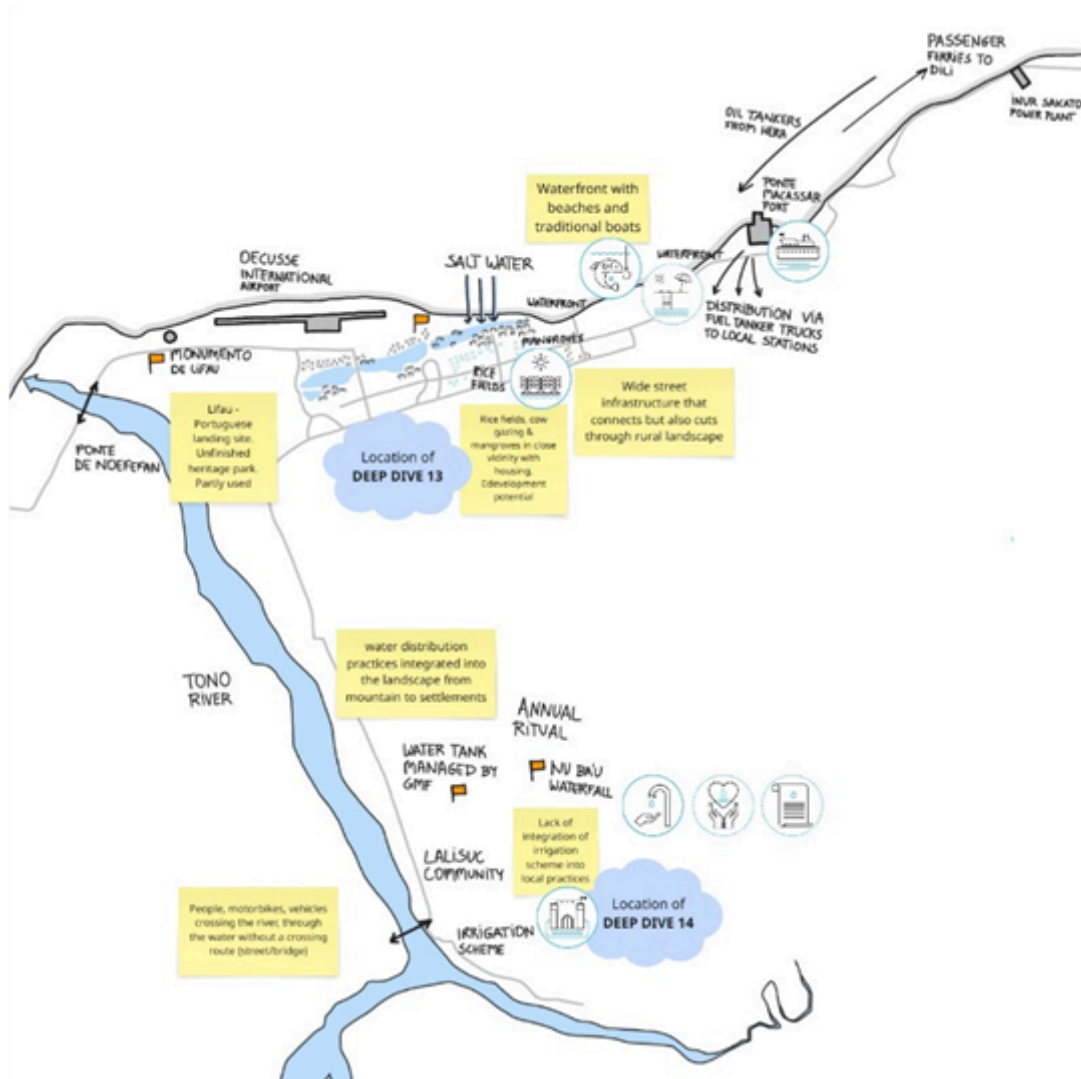 PASSENGER
FERRIES TO
DILI
INUR SAKATO
POWER PLANT
OIL TANKERS
FROM HERA
PONTE
MACASSAR
PORT
Waterfront with
beaches and
traditional boats
WATERFRONT
OECUSSE
INTERNATIONAL
AIRPORT
SALT WATER
WATERFRONT
DISTRIBUTION VIA
FUEL TANKER TRUCKS
TO LOCAL STATIONS
MANGROVES
MONUMENTO
DE LIFAU
RICE
FIELDS
Wide street
infrastructure that
connects but also cuts
through rural landscape
Lifau -
Portuguese
landing site.
Unfinished
heritage park.
Partly used
PONTE
DE NOEFEFAN
Location of
DEEP DIVE 13
Rice fields, cow
gazing &
mangroves in close
vicinity with
housing.
development
potential
water distribution
practices integrated into
the landscape from
mountain to settlements
TONO
RIVER
ANNUAL
RITUAL
WATER TANK
MANAGED BY
GMF
NU BA'U
WATERFALL
Lack of
integration of
irrigation
scheme into
local practices
LALISUC
COMMUNITY
People, motorbikes, vehicles
crossing the river, through
the water without a crossing
route (street/bridge)
IRRIGATION
SCHEME
Location of
DEEP DIVE 14